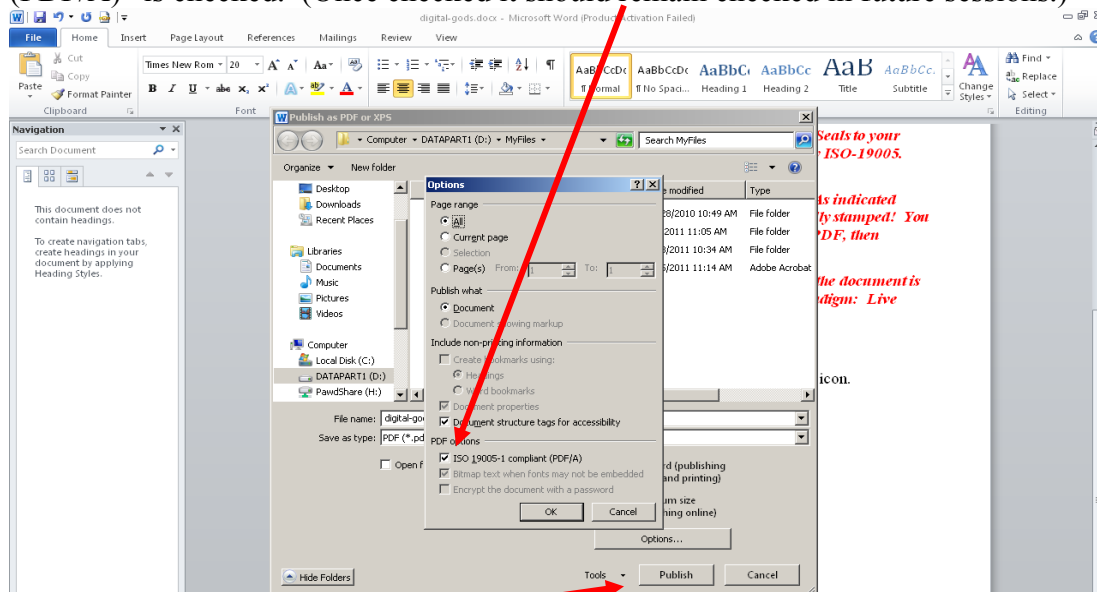 (PDF/A)" is checked. (Once checked it should remain checked in future sessions.)
digital-gods.docx - Microsoft Word (Product Activation Failed)
File Home Insert Page Layout References Mailings Review View
Paste
Cut
Copy
Format Painter
Clipboard
Times New Rom 20
Font
AaBbCcDc AaBbCcDc AaBbCc AaBbCc AaB AaBbCc.
¶ Normal ¶ No Spaci... Heading 1 Heading 2 Title Subtitle
Change
Styles
Styles
Find
Replace
Select
Editing
Navigation
Search Document
This document does not
contain headings.
To create navigation tabs,
create headings in your
document by applying
Heading Styles.
Publish as PDF or XPS
Computer DATAPART1 (D:) MyFiles
Search MyFiles
Organize New folder
Desktop
Downloads
Recent Places
Libraries
Documents
Music
Pictures
Videos
Computer
Local Disk (C:)
DATAPART1 (D:)
PawdShare (H:)
modified Type
28/2010 10:49 AM File folder
2011 11:05 AM File folder
/2011 10:34 AM File folder
/2011 11:14 AM Adobe Acrobat
File name: digital-go
Save as type: PDF (*.pd
Open f
rd (publishing
and printing)
um size
hing online)
Options...
Hide Folders
Tools Publish Cancel
Options
Page range
All
Current page
Selection
Page(s) From: 1 To: 1
Publish what
Document
Document showing markup
Include non-printing information
Create bookmarks using:
Headings
Word bookmarks
Document properties
Document structure tags for accessibility
PDF options
ISO 19005-1 compliant (PDF/A)
Bitmap text when fonts may not be embedded
Encrypt the document with a password
OK Cancel
Seals to your
ISO-19005.
As indicated
ly stamped! You
PDF, then
the document is
digm: Live
icon.